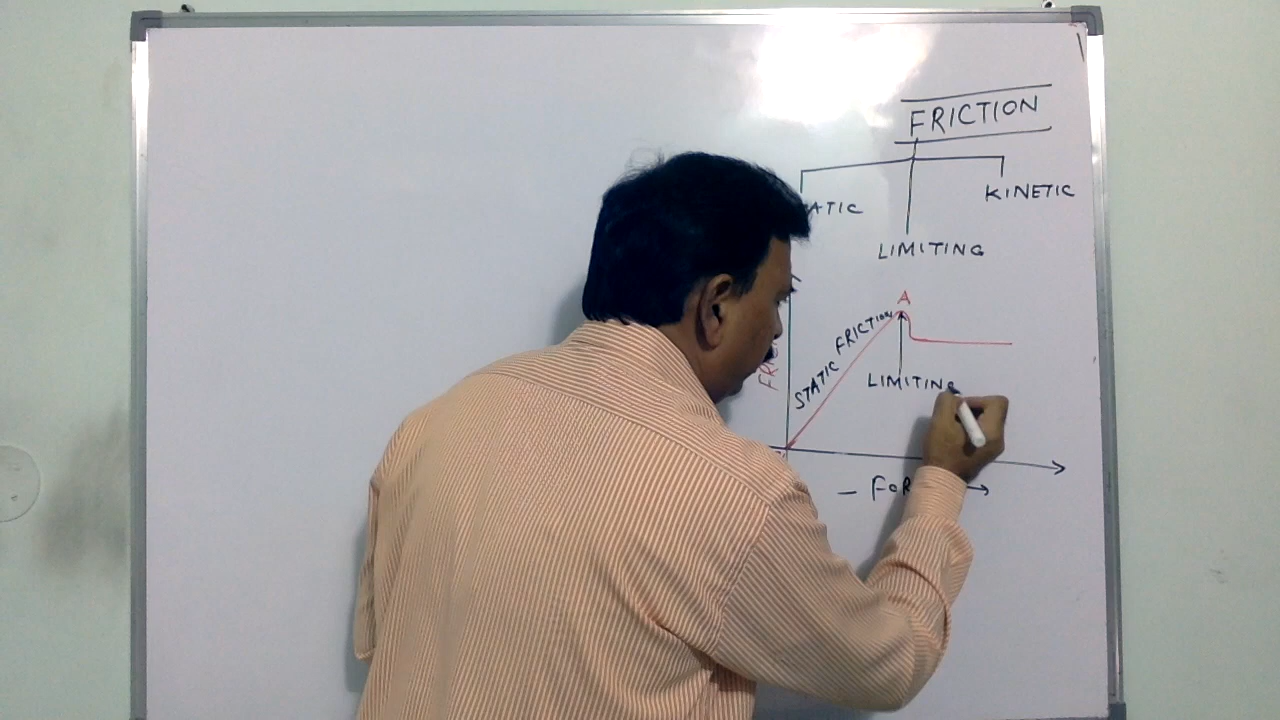 FRICTION
ATIC
KINETIC
LIMITING
A
STATIC FRICTION
LIMITING